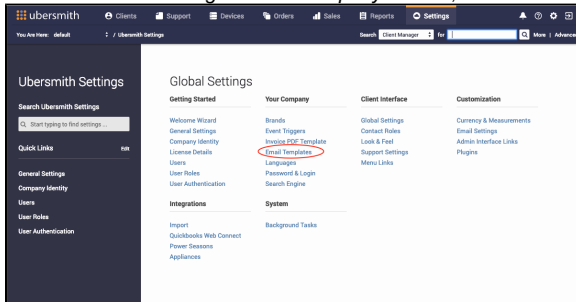 ubersmith
Clients
Support
Devices
Orders
Sales
Reports
Settings
You Are Here: default
/ Ubersmith Settings
Search
Client Manager
for
More | Advanced
Ubersmith Settings
Search Ubersmith Settings
Start typing to find settings ...
Quick Links
Edit
General Settings
Company Identity
Users
User Roles
User Authentication
Global Settings
Getting Started
Welcome Wizard
General Settings
Company Identity
License Details
Users
User Roles
User Authentication
Your Company
Brands
Event Triggers
Invoice PDF Template
Email Templates
Languages
Password & Login
Search Engine
Client Interface
Global Settings
Contact Roles
Look & Feel
Support Settings
Menu Links
Customization
Currency & Measurements
Email Settings
Admin Interface Links
Plugins
Integrations
Import
Quickbooks Web Connect
Power Seasons
Appliances
System
Background Tasks